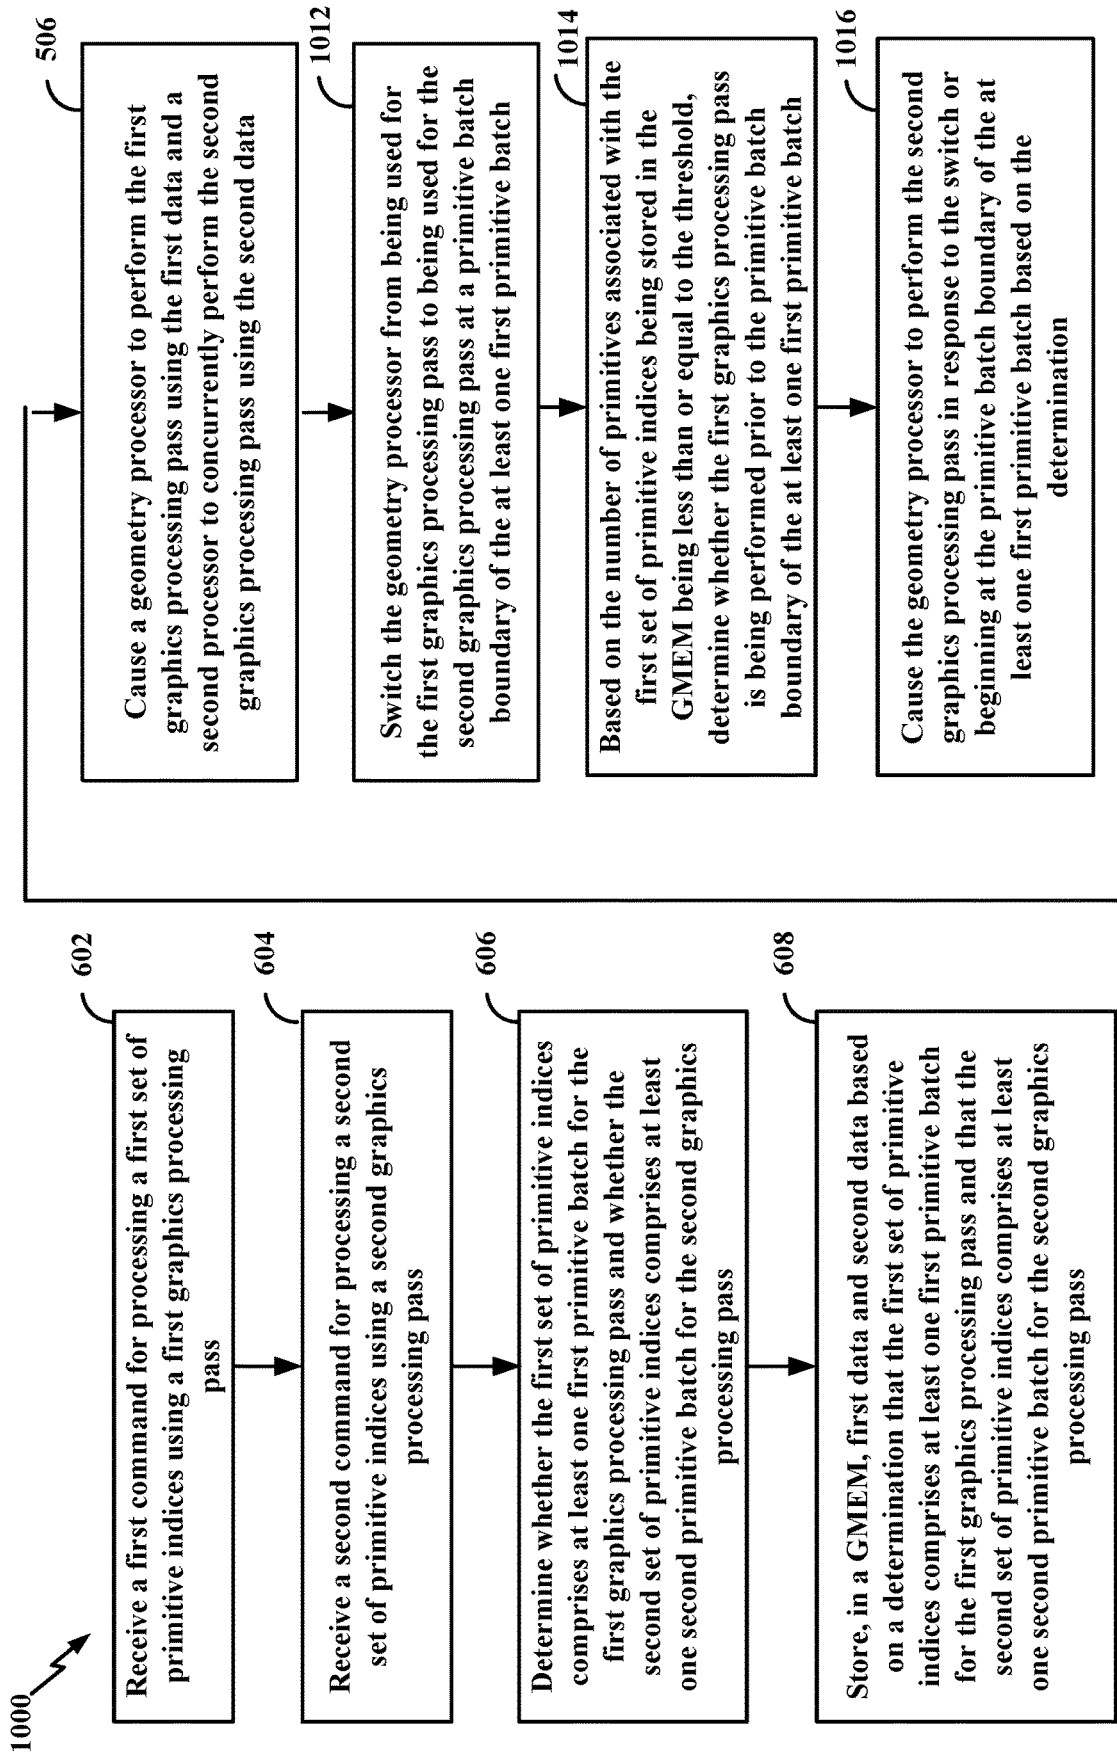 1000
602
Receive a first command for processing a first set of
primitive indices using a first graphics processing
pass
604
Receive a second command for processing a second
set of primitive indices using a second graphics
processing pass
606
Determine whether the first set of primitive indices
comprises at least one first primitive batch for the
first graphics processing pass and whether the
second set of primitive indices comprises at least
one second primitive batch for the second graphics
processing pass
608
Store, in a GMEM, first data and second data based
on a determination that the first set of primitive
indices comprises at least one first primitive batch
for the first graphics processing pass and that the
second set of primitive indices comprises at least
one second primitive batch for the second graphics
processing pass
506
Cause a geometry processor to perform the first
graphics processing pass using the first data and a
second processor to concurrently perform the second
graphics processing pass using the second data
1012
Switch the geometry processor from being used for
the first graphics processing pass to being used for the
second graphics processing pass at a primitive batch
boundary of the at least one first primitive batch
1014
Based on the number of primitives associated with the
first set of primitive indices being stored in the
GMEM being less than or equal to the threshold,
determine whether the first graphics processing pass
is being performed prior to the primitive batch
boundary of the at least one first primitive batch
1016
Cause the geometry processor to perform the second
graphics processing pass in response to the switch or
beginning at the primitive batch boundary of the at
least one first primitive batch based on the
determination